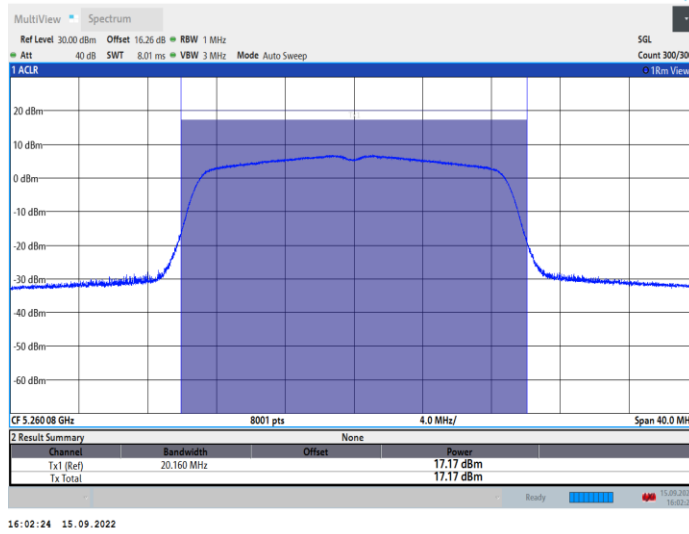 MultiView Spectrum
Ref Level 30.00 dBm Offset 16.26 dB RBW 1 MHz SGL
Att 40 dB SWT 8.01 ms VBW 3 MHz Mode Auto Sweep Count 300/300
1 ACLR 1Rm View
20 dBm
10 dBm
0 dBm
-10 dBm
-20 dBm
-30 dBm
-40 dBm
-50 dBm
-60 dBm
CF 5.260 08 GHz 8001 pts 4.0 MHz/ Span 40.0 MH
2 Result Summary None
Channel Bandwidth Offset Power
Tx1 (Ref) 20.160 MHz 17.17 dBm
Tx Total 17.17 dBm
Ready 15.09.202
16:02:2
16:02:24 15.09.2022